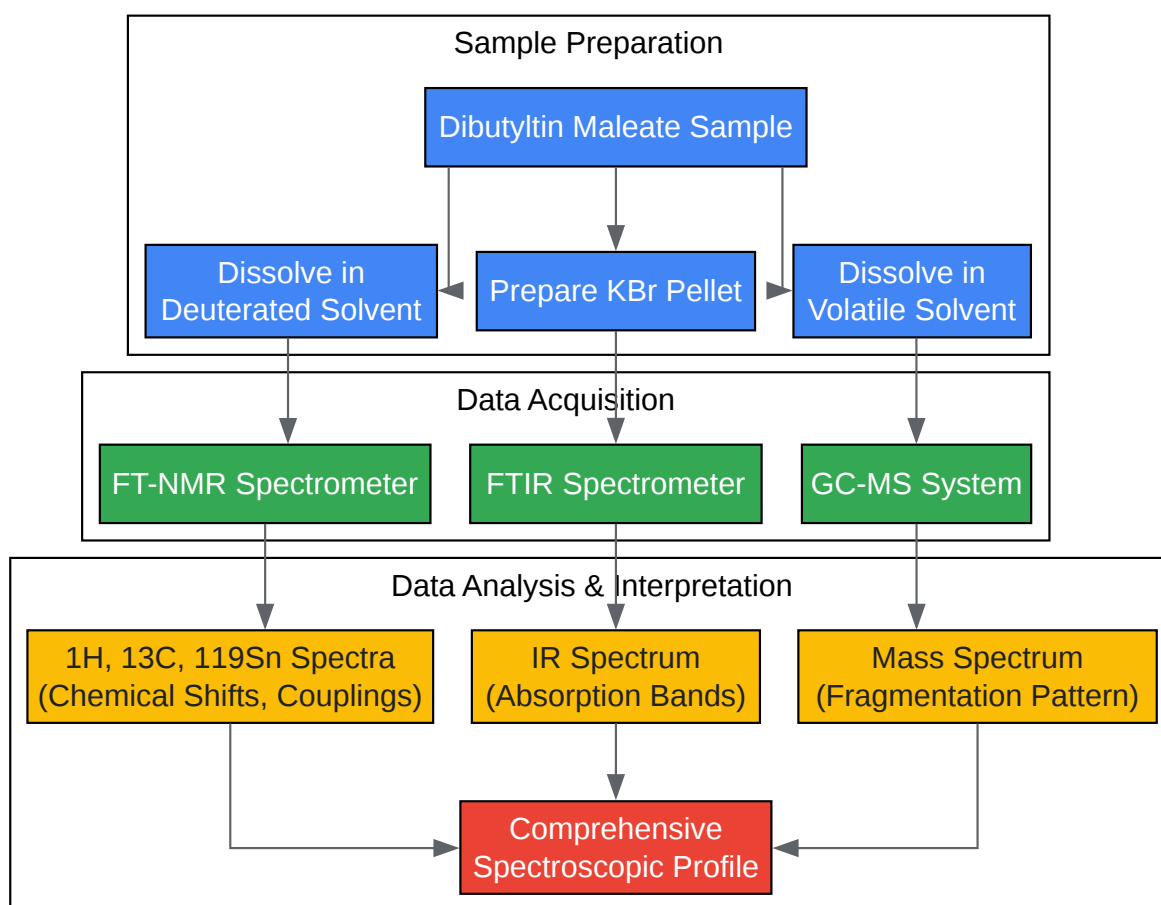 Sample Preparation
Dibutyltin Maleate Sample
Dissolve in
Deuterated Solvent
Prepare KBr Pellet
Dissolve in
Volatile Solvent
Data Acquisition
FT-NMR Spectrometer
FTIR Spectrometer
GC-MS System
Data Analysis & Interpretation
1H, 13C, 119Sn Spectra
(Chemical Shifts, Couplings)
IR Spectrum
(Absorption Bands)
Mass Spectrum
(Fragmentation Pattern)
Comprehensive
Spectroscopic Profile